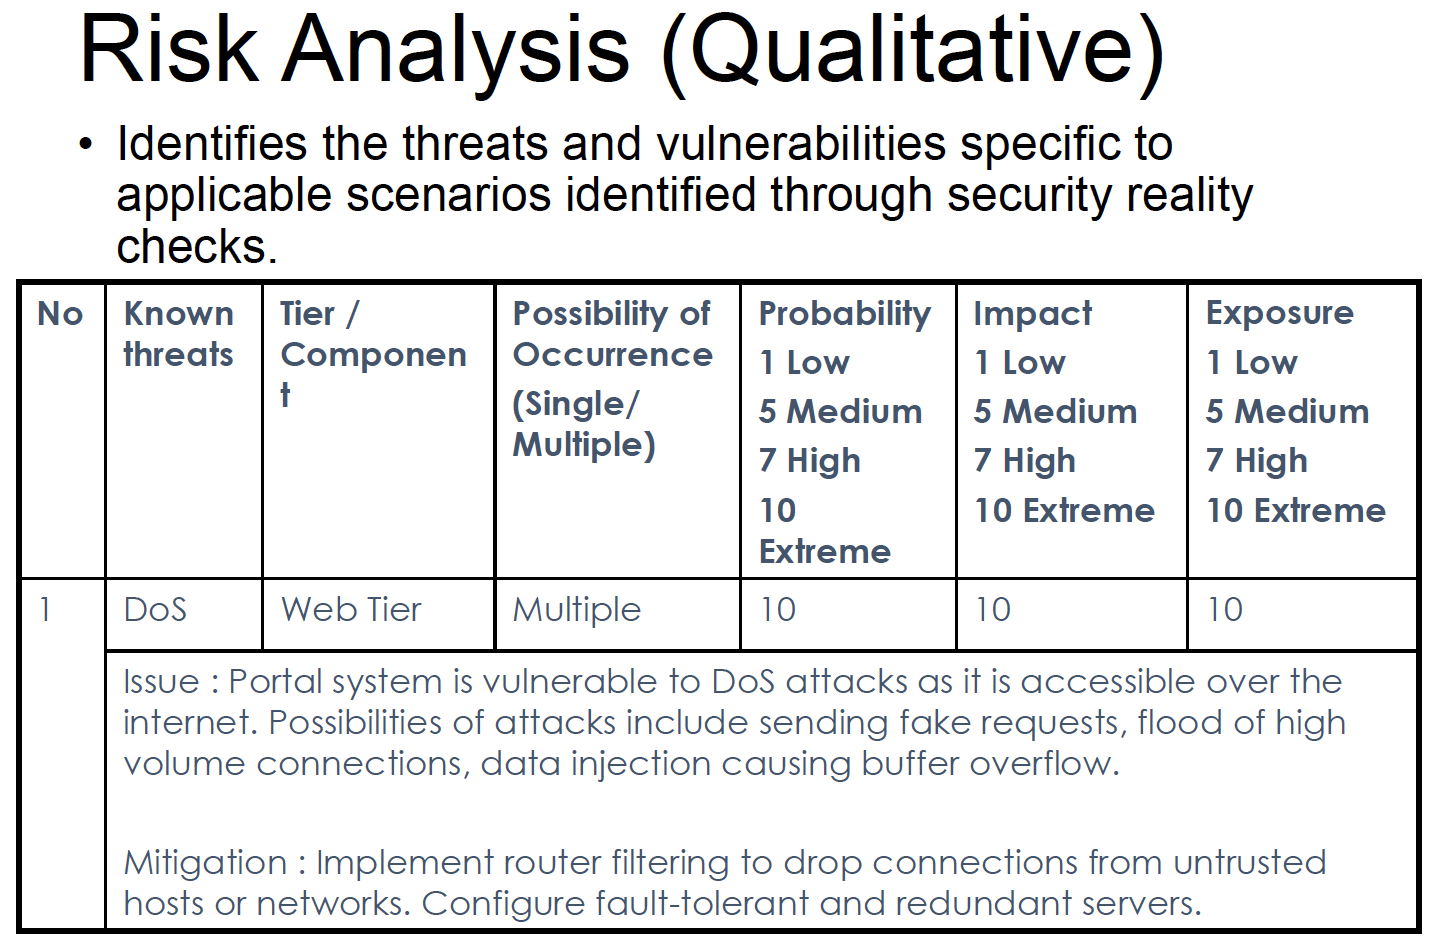 Risk Analysis (Qualitative)
• Identifies the threats and vulnerabilities specific to
applicable scenarios identified through security reality
checks.
No
Known
threats
Tier /
Componen
t
Possibility of
Occurrence
(Single/
Multiple)
Probability
1 Low
5 Medium
7 High
10
Extreme
Impact
1 Low
5 Medium
7 High
10 Extreme
Exposure
1 Low
5 Medium
7 High
10 Extreme
1
DoS
Web Tier
Multiple
10
10
10
Issue : Portal system is vulnerable to DoS attacks as it is accessible over the
internet. Possibilities of attacks include sending fake requests, flood of high
volume connections, data injection causing buffer overflow.
Mitigation : Implement router filtering to drop connections from untrusted
hosts or networks. Configure fault-tolerant and redundant servers.